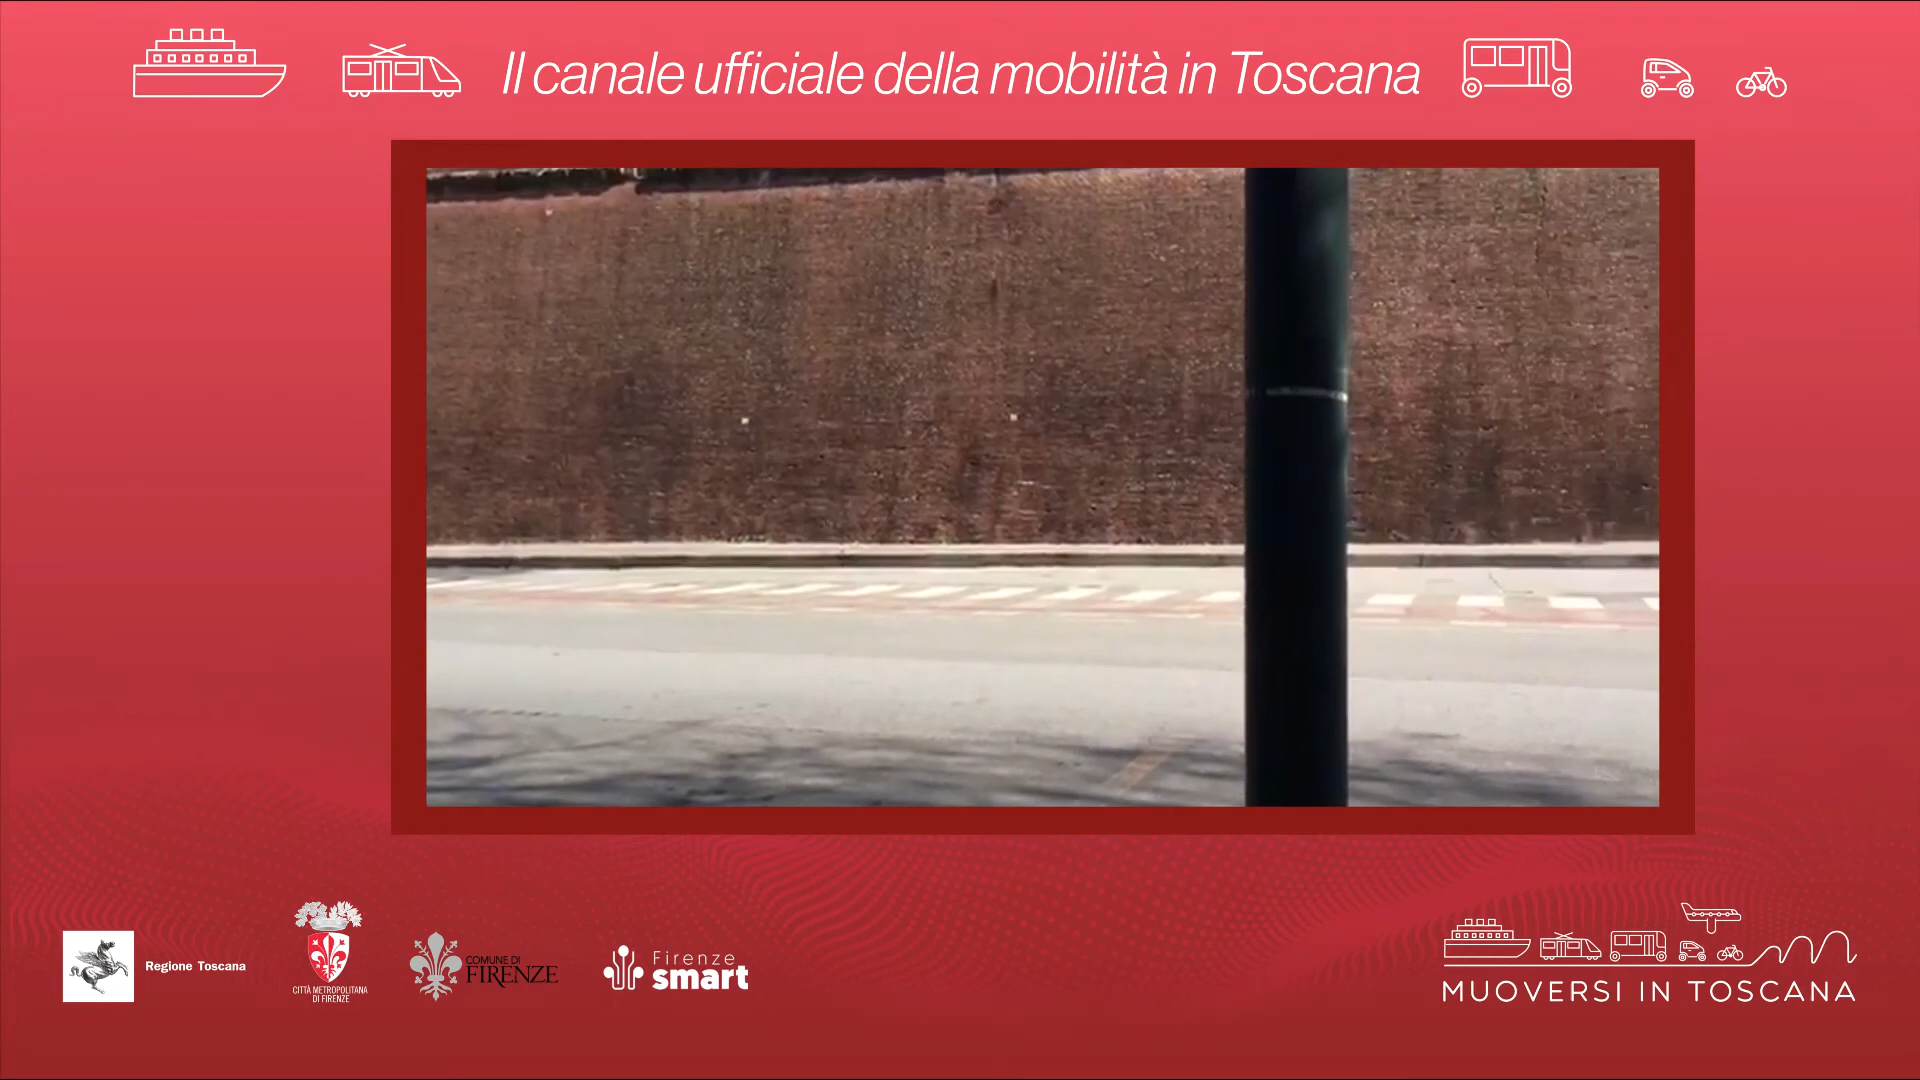 Il canale ufficiale della mobilità in Toscana
Regione Toscana
CITTÀ METROPOLITANA
DI FIRENZE
COMUNE DI
FIRENZE
Firenze
smart
MUOVERSI IN TOSCANA